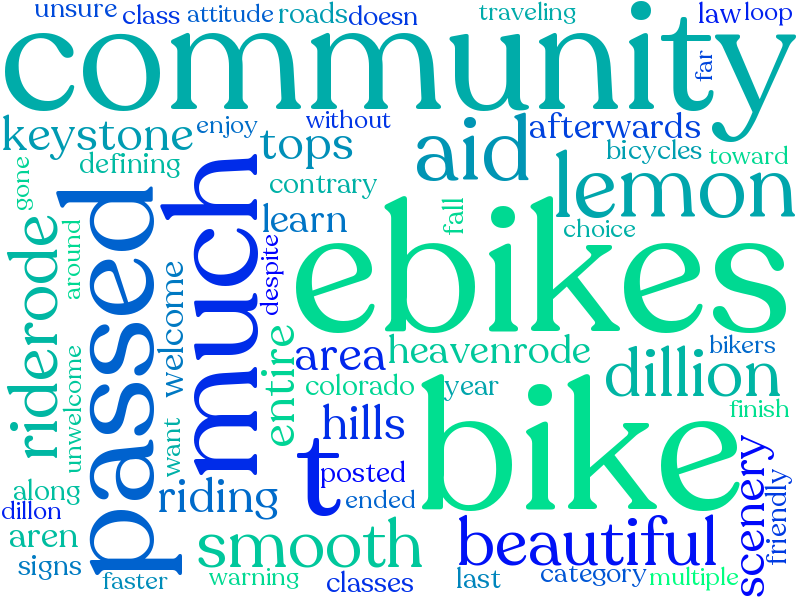 unsure
class
attitude
roads
doesn
traveling
law
loop
community
far
keystone
enjoy
without
tops
aid
afterwards
bicycles
toward
defining
contrary
gone
passed
much
learn
lemon
fall
choice
riderode
around
despite
ebikes
welcome
entire
area
heavenrode
bikers
unwelcome
colorado
year
dillion
want
hills
bike
finish
t
posted
scenery
friendly
along
riding
ended
dillon
aren
smooth
beautiful
signs
faster
warning
classes
last
category
multiple